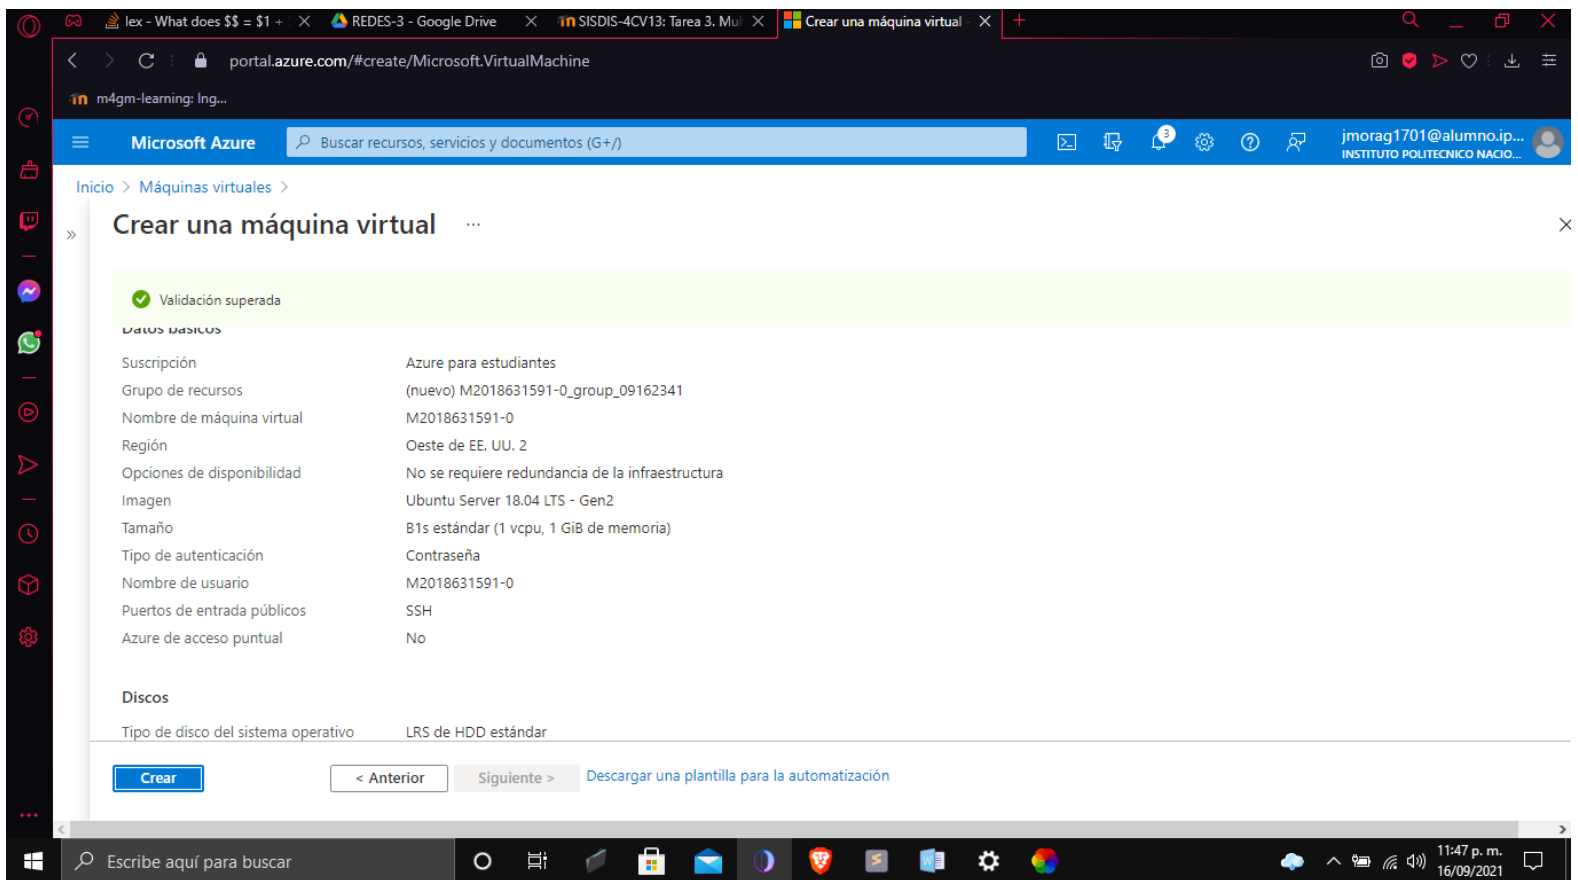 lex - What does $$ = $1 +
REDES-3 - Google Drive
SISDIS-4CV13: Tarea 3. Mul
Crear una máquina virtual -
portal.azure.com/#create/Microsoft.VirtualMachine
m4gm-learning: Ing...
Microsoft Azure
Buscar recursos, servicios y documentos (G+/)
3
jmorag1701@alumno.ip...
INSTITUTO POLITECNICO NACIO...
Inicio > Máquinas virtuales >
Crear una máquina virtual ...
Validación superada
Datos básicos
Suscripción Azure para estudiantes
Grupo de recursos (nuevo) M2018631591-0_group_09162341
Nombre de máquina virtual M2018631591-0
Región Oeste de EE. UU. 2
Opciones de disponibilidad No se requiere redundancia de la infraestructura
Imagen Ubuntu Server 18.04 LTS - Gen2
Tamaño B1s estándar (1 vcpu, 1 GiB de memoria)
Tipo de autenticación Contraseña
Nombre de usuario M2018631591-0
Puertos de entrada públicos SSH
Azure de acceso puntual No
Discos
Tipo de disco del sistema operativo LRS de HDD estándar
Crear < Anterior Siguiente > Descargar una plantilla para la automatización
Escribe aquí para buscar
11:47 p. m.
16/09/2021